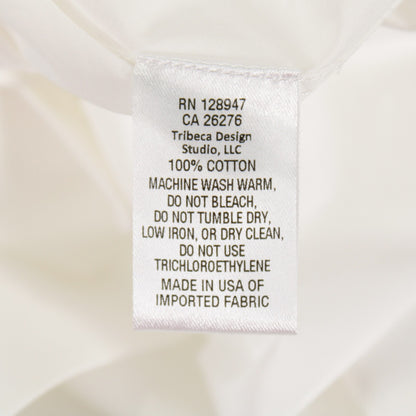 RN 128947
CA 26276
Tribeca Design
Studio, LLC
100% COTTON
MACHINE WASH WARM,
DO NOT BLEACH,
DO NOT TUMBLE DRY,
LOW IRON, OR DRY CLEAN,
DO NOT USE
TRICHLOROETHYLENE
MADE IN USA OF
IMPORTED FABRIC